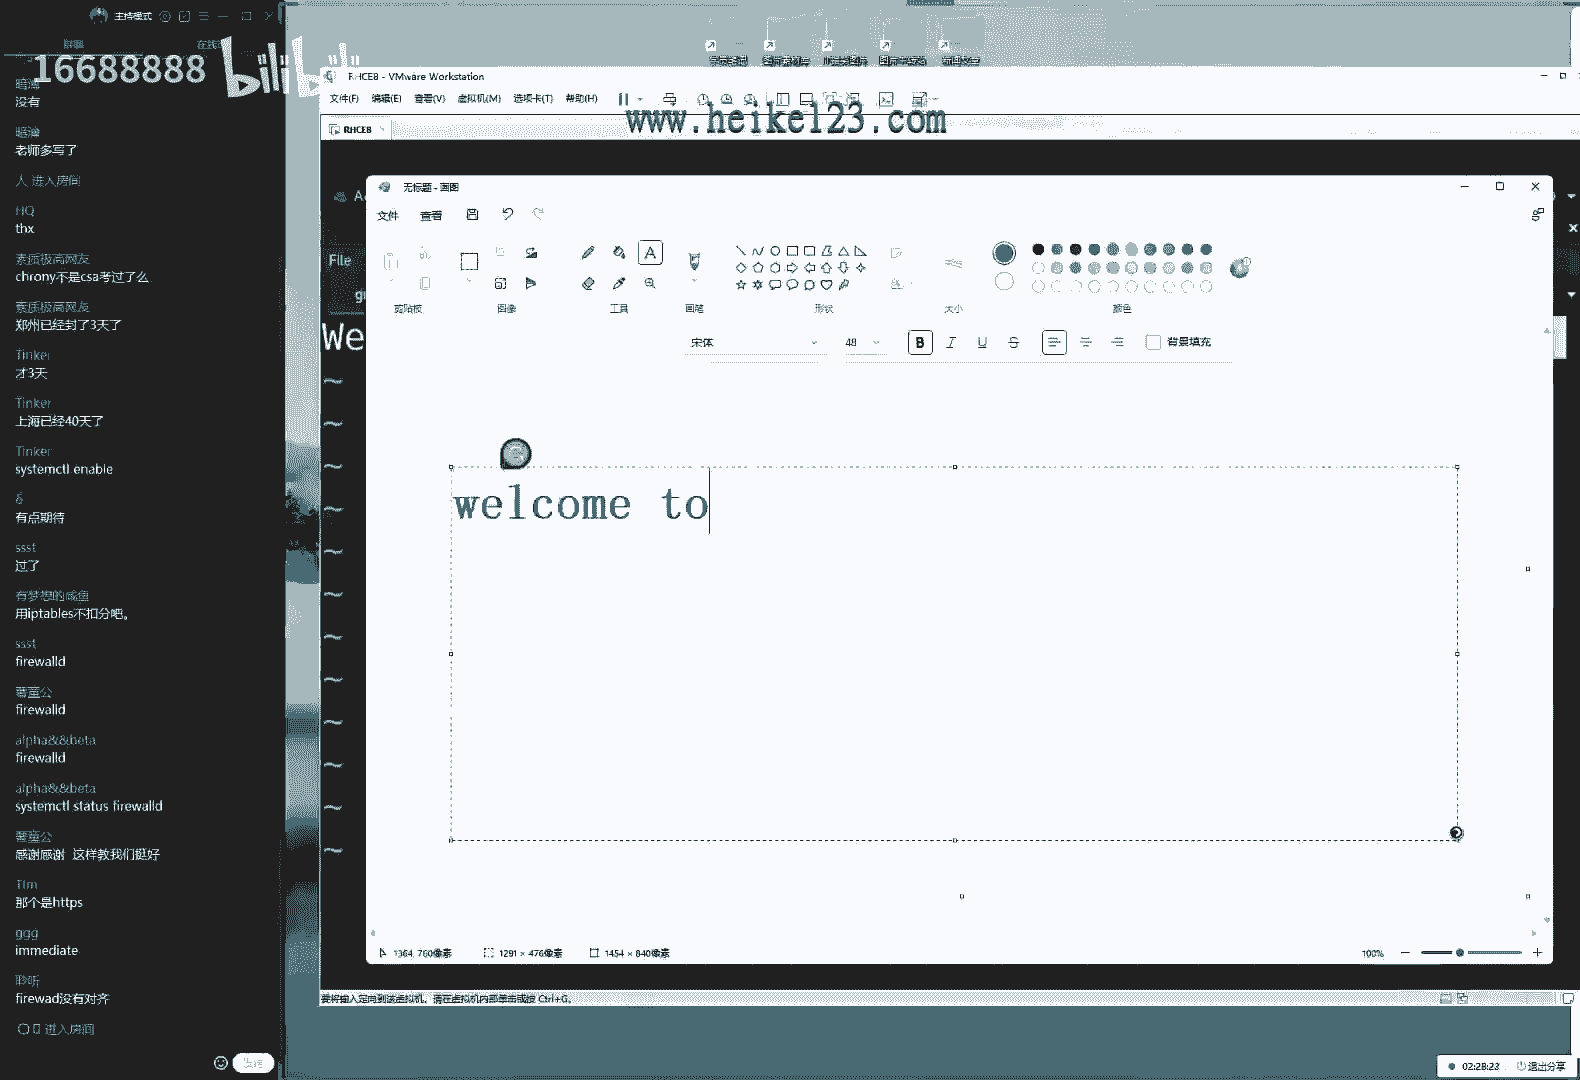 主持模式
群聊
16688888
bilibili
暗薄
没有
暗薄
老师多写了
人 进入房间
HQ
thx
素质极高网友
chrony不是csa考过了么
素质极高网友
郑州已经封了3天了
Tinker
才3天
Tinker
上海已经40天了
Tinker
systemctl enable
有点期待
ssst
过了
有梦想的咸鱼
用iptables不扣分吧。
ssst
firewalld
firewalld
alpha&&beta
firewalld
alpha&&beta
systemctl status firewalld
感谢感谢 这样教我们挺好
Tim
那个是https
ggg
immediate
聆听
firewad没有对齐
进入房间
发送
RHCE8 - VMware Workstation
文件(F) 编辑(E) 查看(V) 虚拟机(M) 选项卡(T) 帮助(H)
www.heike123.com
RHCE8
无标题 - 画图
文件 查看
File
剪贴板 图像 工具 画笔 形状 大小 颜色
We
宋体 48 B I U S 背景填充
welcome to
1364, 760像素 1291 × 476像素 1454 × 840像素 100%
要将输入定向到该虚拟机，请在虚拟机内部单击或按 Ctrl+G。
02:28:23 退出分享